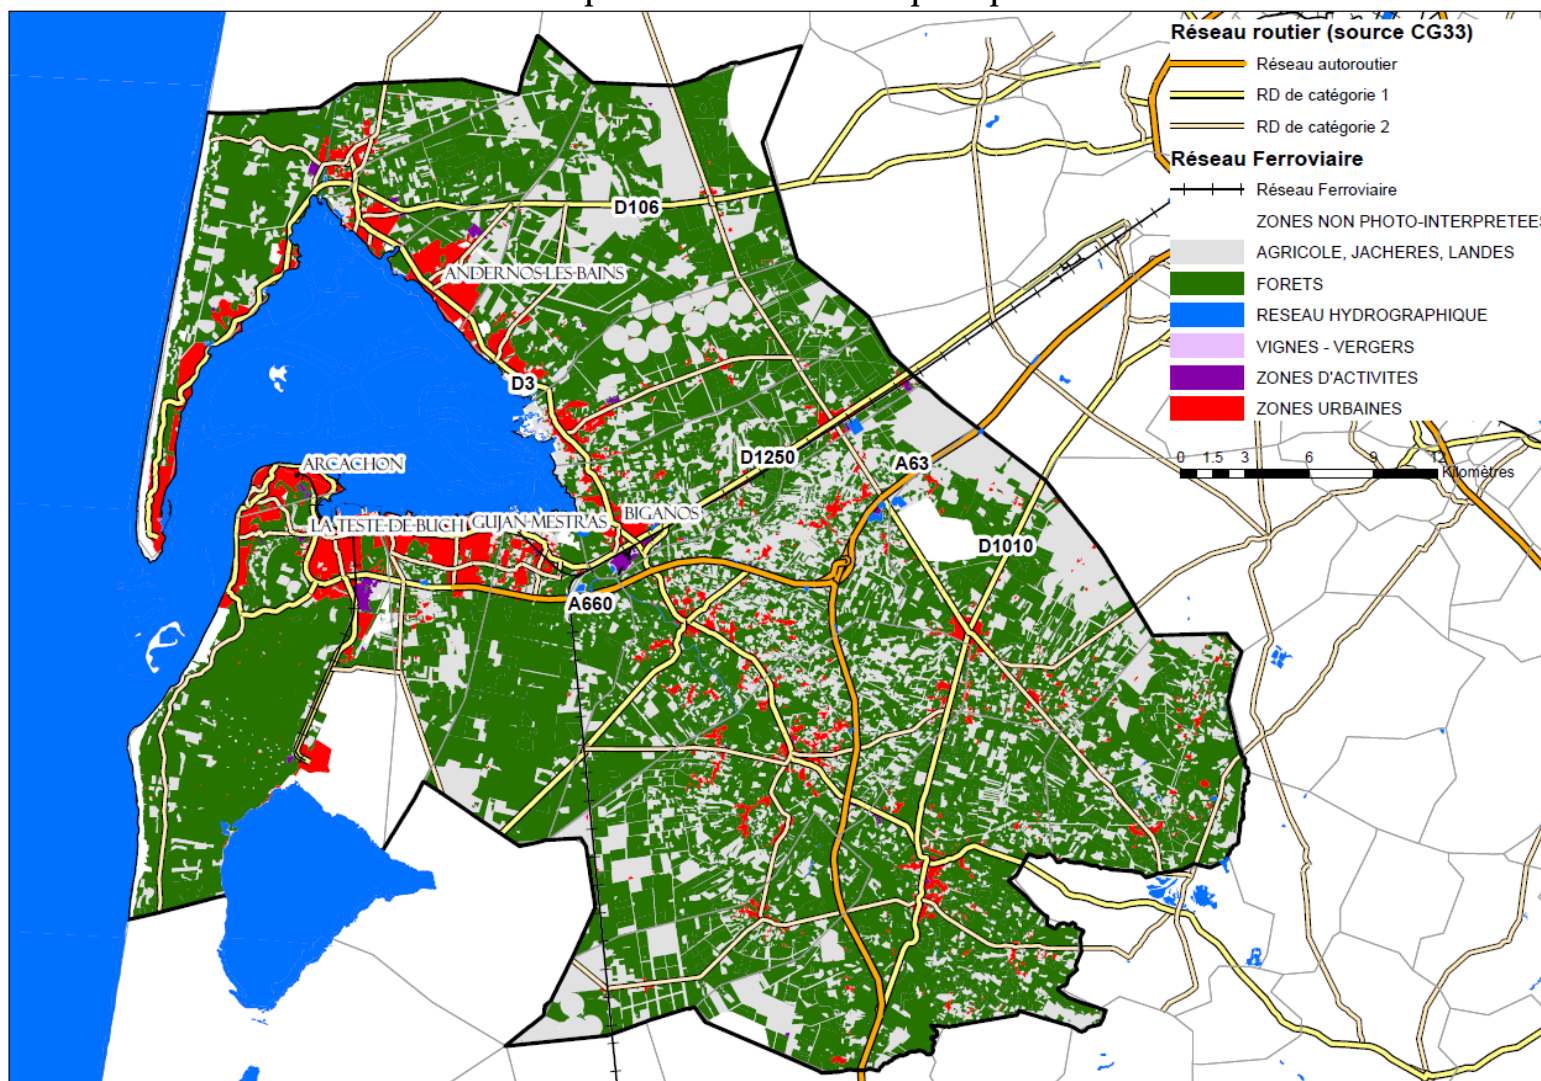 Réseau routier (source CG33)
Réseau autoroutier
RD de catégorie 1
RD de catégorie 2
Réseau Ferroviaire
Réseau Ferroviaire
ZONES NON PHOTO-INTERPRETEES
AGRICOLE, JACHERES, LANDES
FORETS
RESEAU HYDROGRAPHIQUE
VIGNES - VERGERS
ZONES D'ACTIVITES
ZONES URBAINES
0 1.5 3 6 9 12
Kilomètres
D106
ANDERNOS-LES-BAINS
D3
D1250
A63
ARCACHON
LA TESTE-DE-BUCH
GUJAN-MESTRAS
BIGANOS
D1010
A660